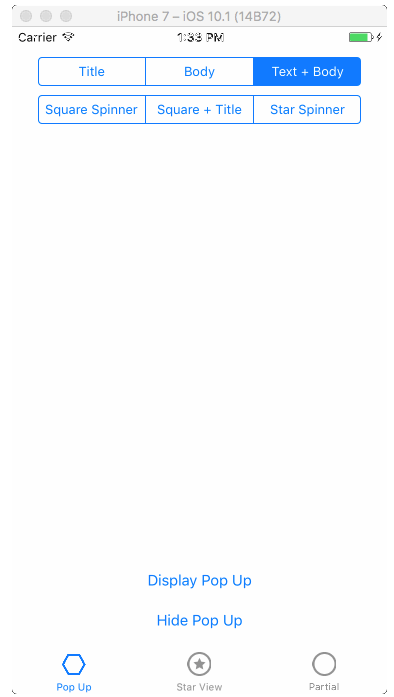 iPhone 7 – iOS 10.1 (14B72)
Carrier 1:33 PM
Title Body Text + Body
Square Spinner Square + Title Star Spinner
Display Pop Up
Hide Pop Up
Pop Up Star View Partial